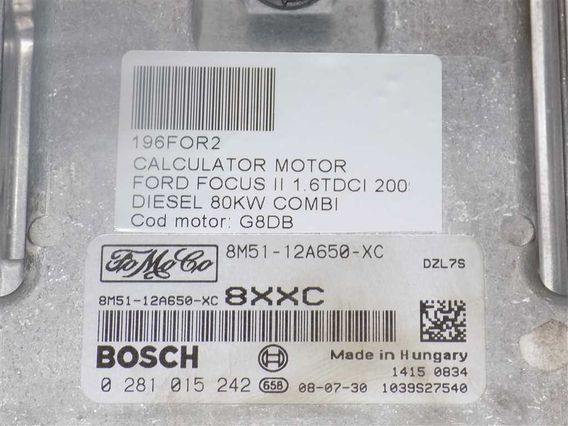 196FOR2
CALCULATOR MOTOR
FORD FOCUS II 1.6TDCI 200
DIESEL 80KW COMBI
Cod motor: G8DB
FoMoCo 8M51-12A650-XC DZL7S
8M51-12A650-XC 8XXC
BOSCH Made in Hungary
1415 0834
0 281 015 242 658 08-07-30 1039S27540